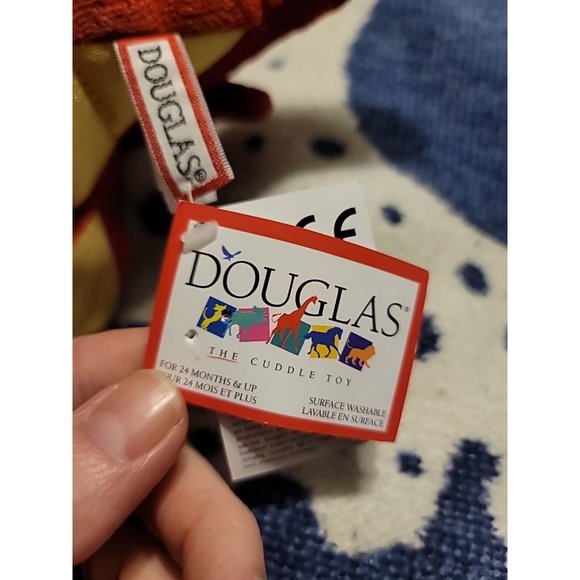 DOUGLAS®
CE
DOUGLAS®
THE CUDDLE TOY
FOR 24 MONTHS & UP
POUR 24 MOIS ET PLUS
SURFACE WASHABLE
LAVABLE EN SURFACE